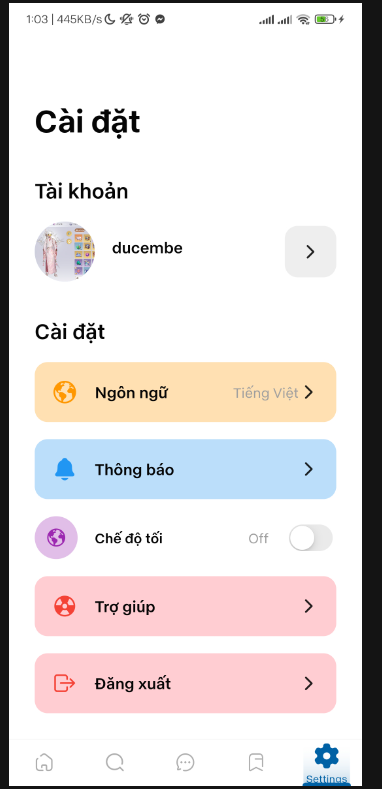 1:03 | 445KB/s
Cài đặt
Tài khoản
ducembe
Cài đặt
Ngôn ngữ Tiếng Việt
Thông báo
Chế độ tối Off
Trợ giúp
Đăng xuất
Settings